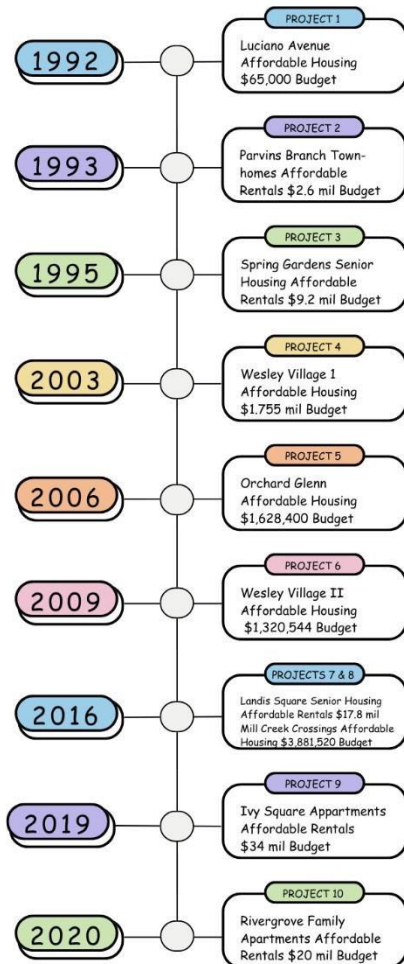 PROJECT 1
1992
Luciano Avenue
Affordable Housing
$65,000 Budget
PROJECT 2
1993
Parvins Branch Town-
homes Affordable
Rentals $2.6 mil Budget
PROJECT 3
1995
Spring Gardens Senior
Housing Affordable
Rentals $9.2 mil Budget
PROJECT 4
2003
Wesley Village 1
Affordable Housing
$1.755 mil Budget
PROJECT 5
2006
Orchard Glenn
Affordable Housing
$1,628,400 Budget
PROJECT 6
2009
Wesley Village II
Affordable Housing
$1,320,544 Budget
PROJECTS 7 & 8
2016
Landis Square Senior Housing
Affordable Rentals $17.8 mil
Mill Creek Crossings Affordable
Housing $3,881,520 Budget
PROJECT 9
2019
Ivy Square Appartments
Affordable Rentals
$34 mil Budget
PROJECT 10
2020
Rivergrove Family
Apartments Affordable
Rentals $20 mil Budget